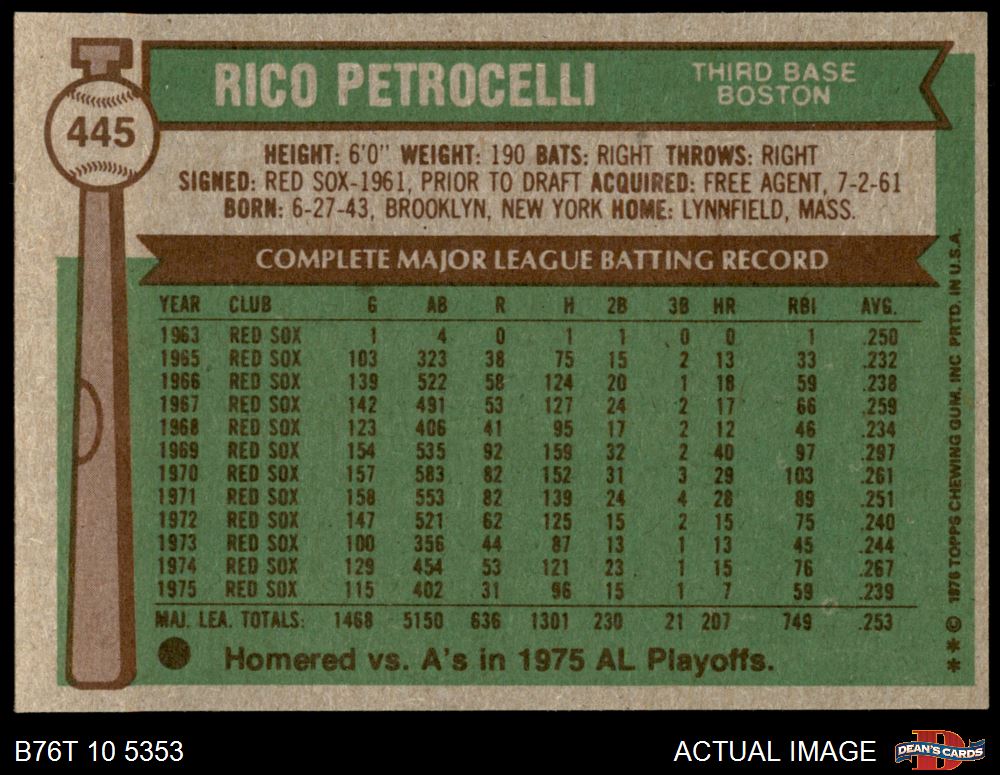 445
RICO PETROCELLI
THIRD BASE
BOSTON
HEIGHT: 6'0" WEIGHT: 190 BATS: RIGHT THROWS: RIGHT
SIGNED: RED SOX-1961, PRIOR TO DRAFT ACQUIRED: FREE AGENT, 7-2-61
BORN: 6-27-43, BROOKLYN, NEW YORK HOME: LYNNFIELD, MASS.
COMPLETE MAJOR LEAGUE BATTING RECORD
YEAR CLUB G AB R H 2B 3B HR RBI AVG.
1963 RED SOX 1 4 0 1 1 0 0 1 .250
1965 RED SOX 103 323 38 75 15 2 13 33 .232
1966 RED SOX 139 522 58 124 20 1 18 59 .238
1967 RED SOX 142 491 53 127 24 2 17 66 .259
1968 RED SOX 123 406 41 95 17 2 12 46 .234
1969 RED SOX 154 535 92 159 32 2 40 97 .297
1970 RED SOX 157 583 82 152 31 3 29 103 .261
1971 RED SOX 158 553 82 139 24 4 28 89 .251
1972 RED SOX 147 521 62 125 15 2 15 75 .240
1973 RED SOX 100 356 44 87 13 1 13 45 .244
1974 RED SOX 129 454 53 121 23 1 15 76 .267
1975 RED SOX 115 402 31 96 15 1 7 59 .239
MAJ. LEA. TOTALS: 1468 5150 636 1301 230 21 207 749 .253
Homered vs. A's in 1975 AL Playoffs.
** © 1976 TOPPS CHEWING GUM, INC PRTD. IN U.S.A.
B76T 10 5353
ACTUAL IMAGE
D
DEAN'S CARDS